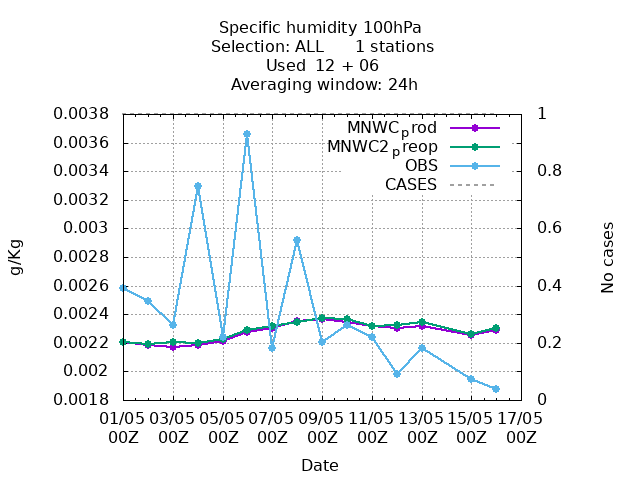 Specific humidity 100hPa
Selection: ALL 1 stations
Used 12 + 06
Averaging window: 24h
0.0038
0.0036
0.0034
0.0032
0.003
0.0028
0.0026
0.0024
0.0022
0.002
0.0018
g/Kg
MNWCprod
MNWC2preop
OBS
CASES
1
0.8
0.6
0.4
0.2
0
No cases
01/05 03/05 05/05 07/05 09/05 11/05 13/05 15/05 17/05
00Z 00Z 00Z 00Z 00Z 00Z 00Z 00Z 00Z
Date